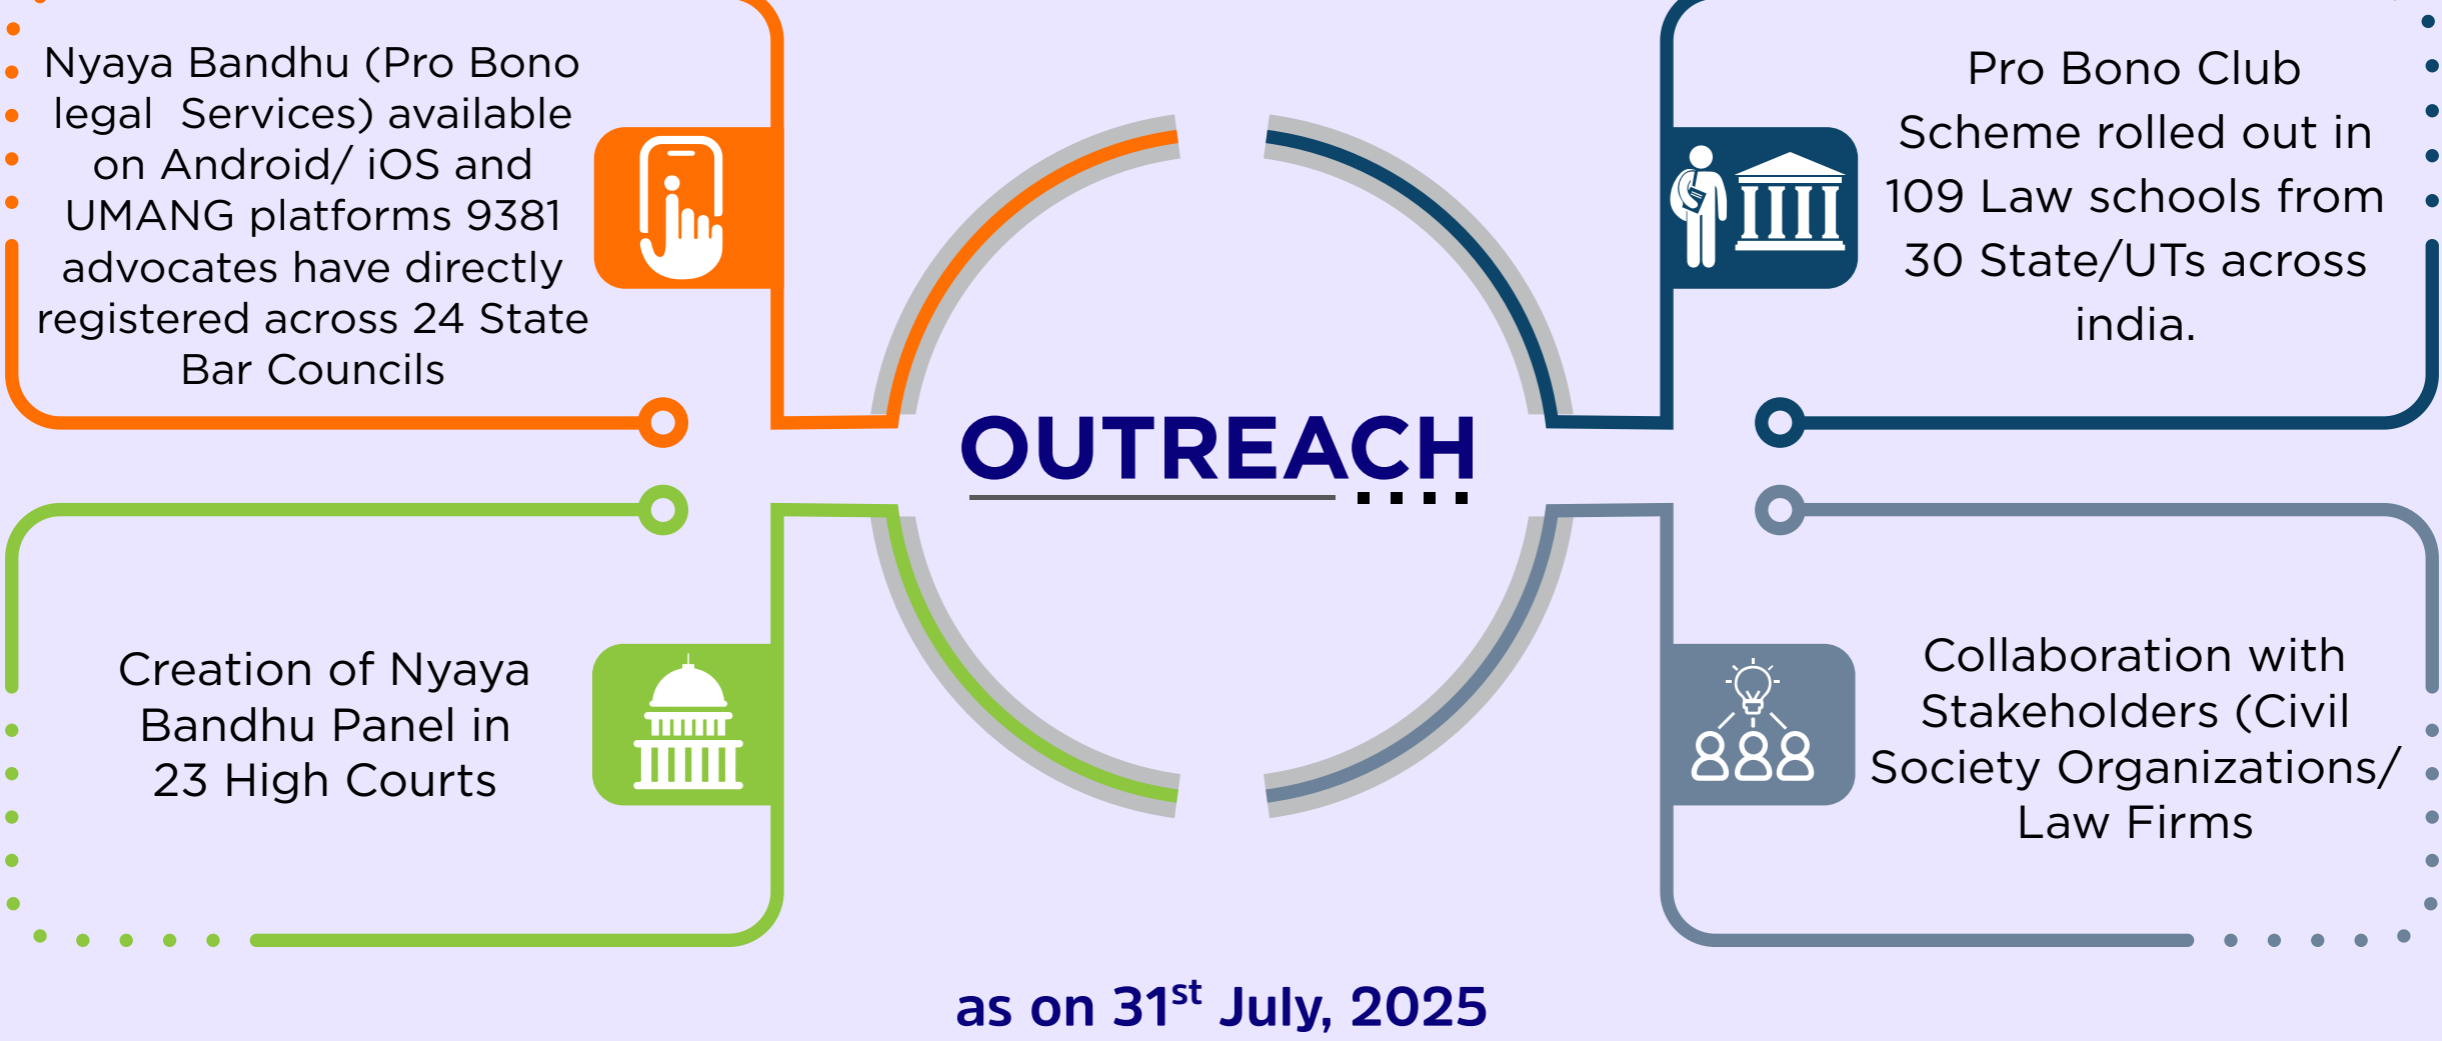 Nyaya Bandhu (Pro Bono
legal Services) available
on Android/ iOS and
UMANG platforms 9381
advocates have directly
registered across 24 State
Bar Councils
Pro Bono Club
Scheme rolled out in
109 Law schools from
30 State/UTs across
india.
OUTREACH
Creation of Nyaya
Bandhu Panel in
23 High Courts
Collaboration with
Stakeholders (Civil
Society Organizations/
Law Firms
as on 31st July, 2025